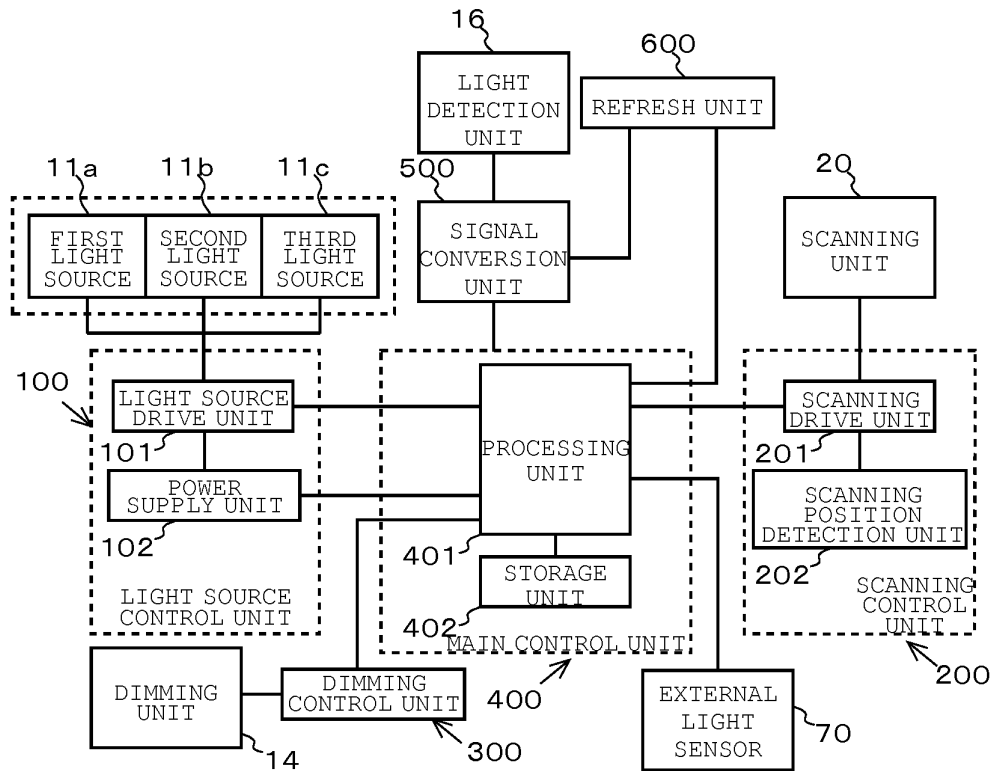 16
600
LIGHT
DETECTION
UNIT
REFRESH UNIT
11a
11b
11c
500
20
FIRST
LIGHT
SOURCE
SECOND
LIGHT
SOURCE
THIRD
LIGHT
SOURCE
SIGNAL
CONVERSION
UNIT
SCANNING
UNIT
100
LIGHT SOURCE
DRIVE UNIT
101
POWER
SUPPLY UNIT
102
LIGHT SOURCE
CONTROL UNIT
PROCESSING
UNIT
401
STORAGE
UNIT
402
MAIN CONTROL UNIT
400
SCANNING
DRIVE UNIT
201
SCANNING
POSITION
DETECTION UNIT
202
SCANNING
CONTROL
UNIT
200
DIMMING
UNIT
14
DIMMING
CONTROL UNIT
300
EXTERNAL
LIGHT
SENSOR
70